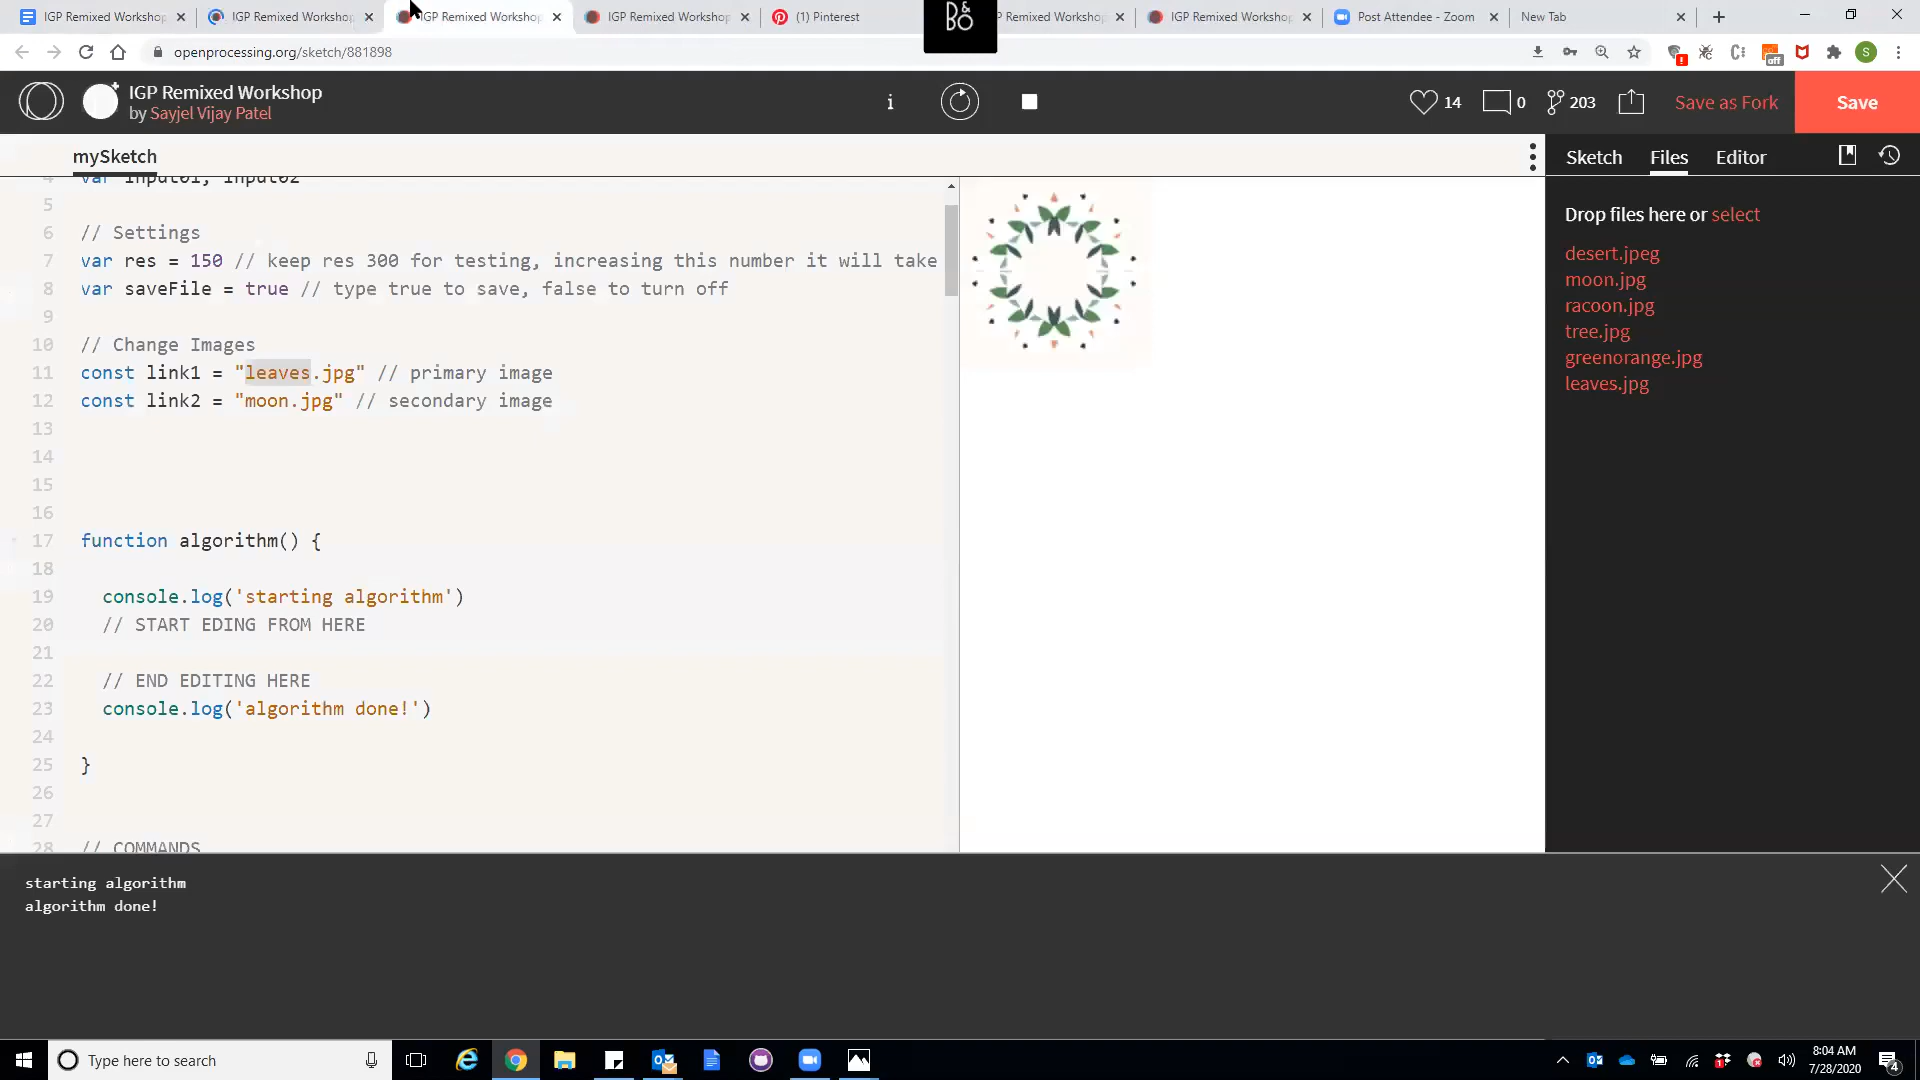 IGP Remixed Workshop
IGP Remixed Workshop
IGP Remixed Workshop
IGP Remixed Workshop
(1) Pinterest
B&O
P Remixed Workshop
IGP Remixed Workshop
Post Attendee - Zoom
New Tab
openprocessing.org/sketch/881898
off
S
IGP Remixed Workshop
by Sayjel Vijay Patel
i
14
0
203
Save as Fork
Save
mySketch
Sketch
Files
Editor
4 var input01, input02
5
6 // Settings
7 var res = 150 // keep res 300 for testing, increasing this number it will take
8 var saveFile = true // type true to save, false to turn off
9
10 // Change Images
11 const link1 = "leaves.jpg" // primary image
12 const link2 = "moon.jpg" // secondary image
13
14
15
16
17 function algorithm() {
18
19 console.log('starting algorithm')
20 // START EDING FROM HERE
21
22 // END EDITING HERE
23 console.log('algorithm done!')
24
25 }
26
27
28 // COMMANDS
Drop files here or select
desert.jpeg
moon.jpg
racoon.jpg
tree.jpg
greenorange.jpg
leaves.jpg
starting algorithm
algorithm done!
Type here to search
8:04 AM
7/28/2020
4